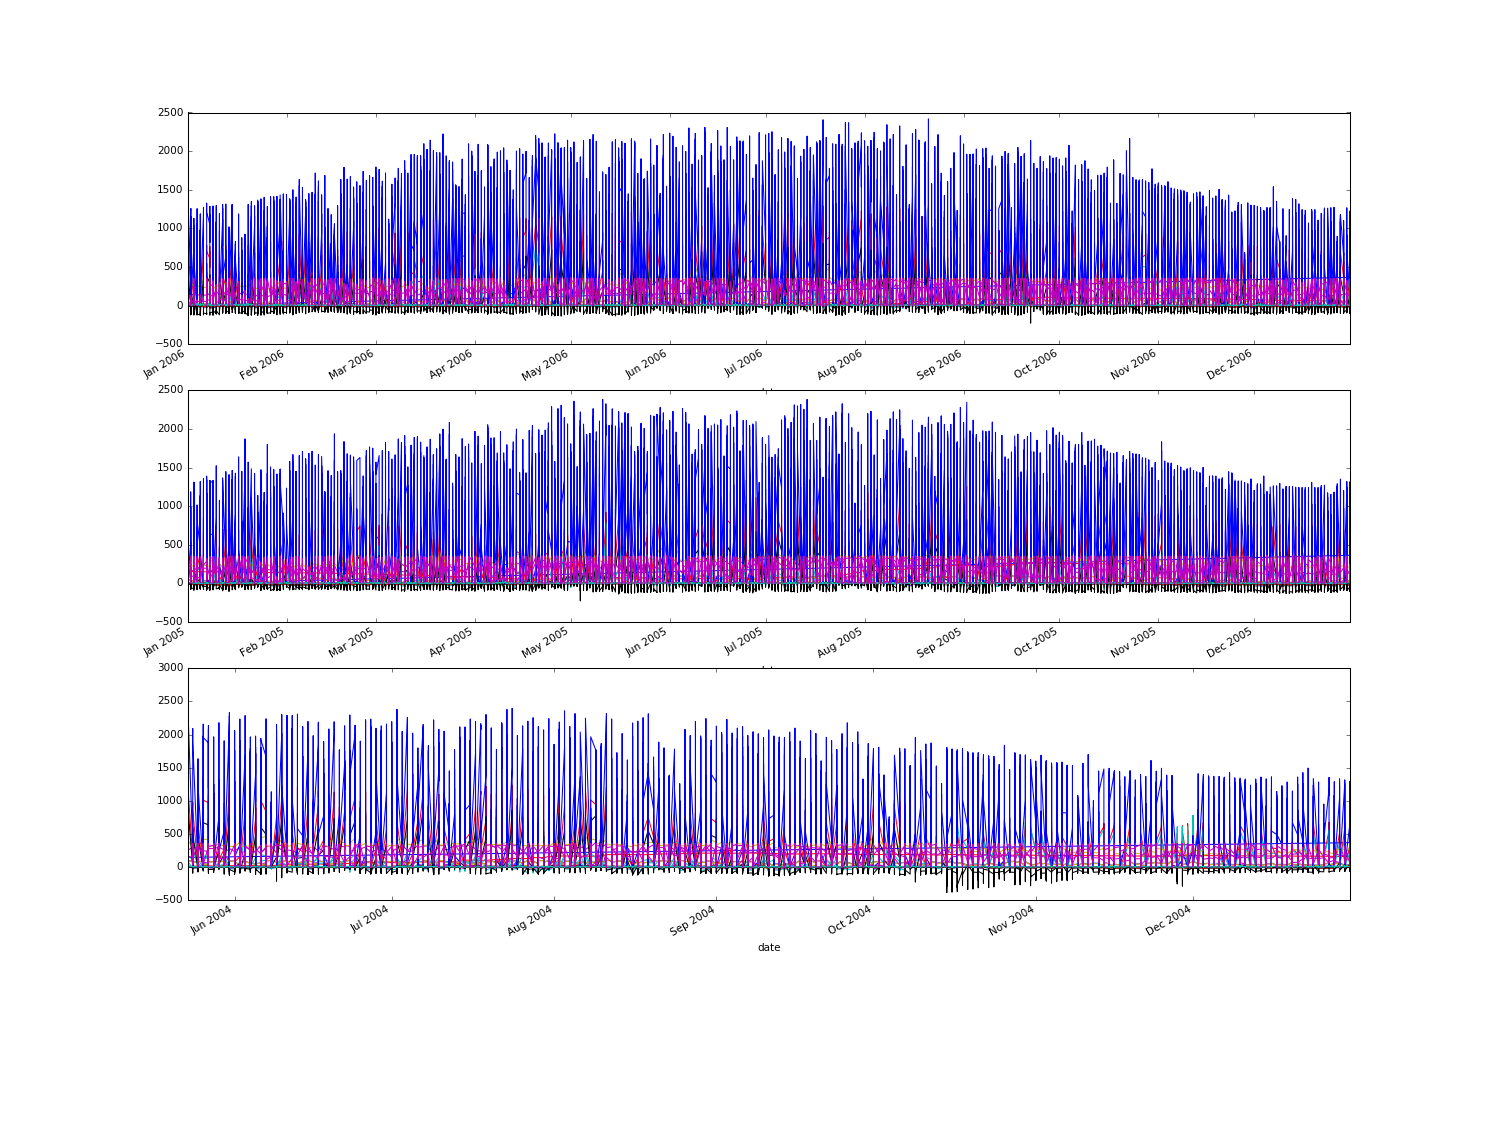 2500
2000
1500
1000
500
0
−500
Jan 2006
Feb 2006
Mar 2006
Apr 2006
May 2006
Jun 2006
Jul 2006
Aug 2006
Sep 2006
Oct 2006
Nov 2006
Dec 2006
2500
2000
1500
1000
500
0
−500
Jan 2005
Feb 2005
Mar 2005
Apr 2005
May 2005
Jun 2005
Jul 2005
Aug 2005
Sep 2005
Oct 2005
Nov 2005
Dec 2005
3000
2500
2000
1500
1000
500
0
−500
Jun 2004
Jul 2004
Aug 2004
Sep 2004
Oct 2004
Nov 2004
Dec 2004
date